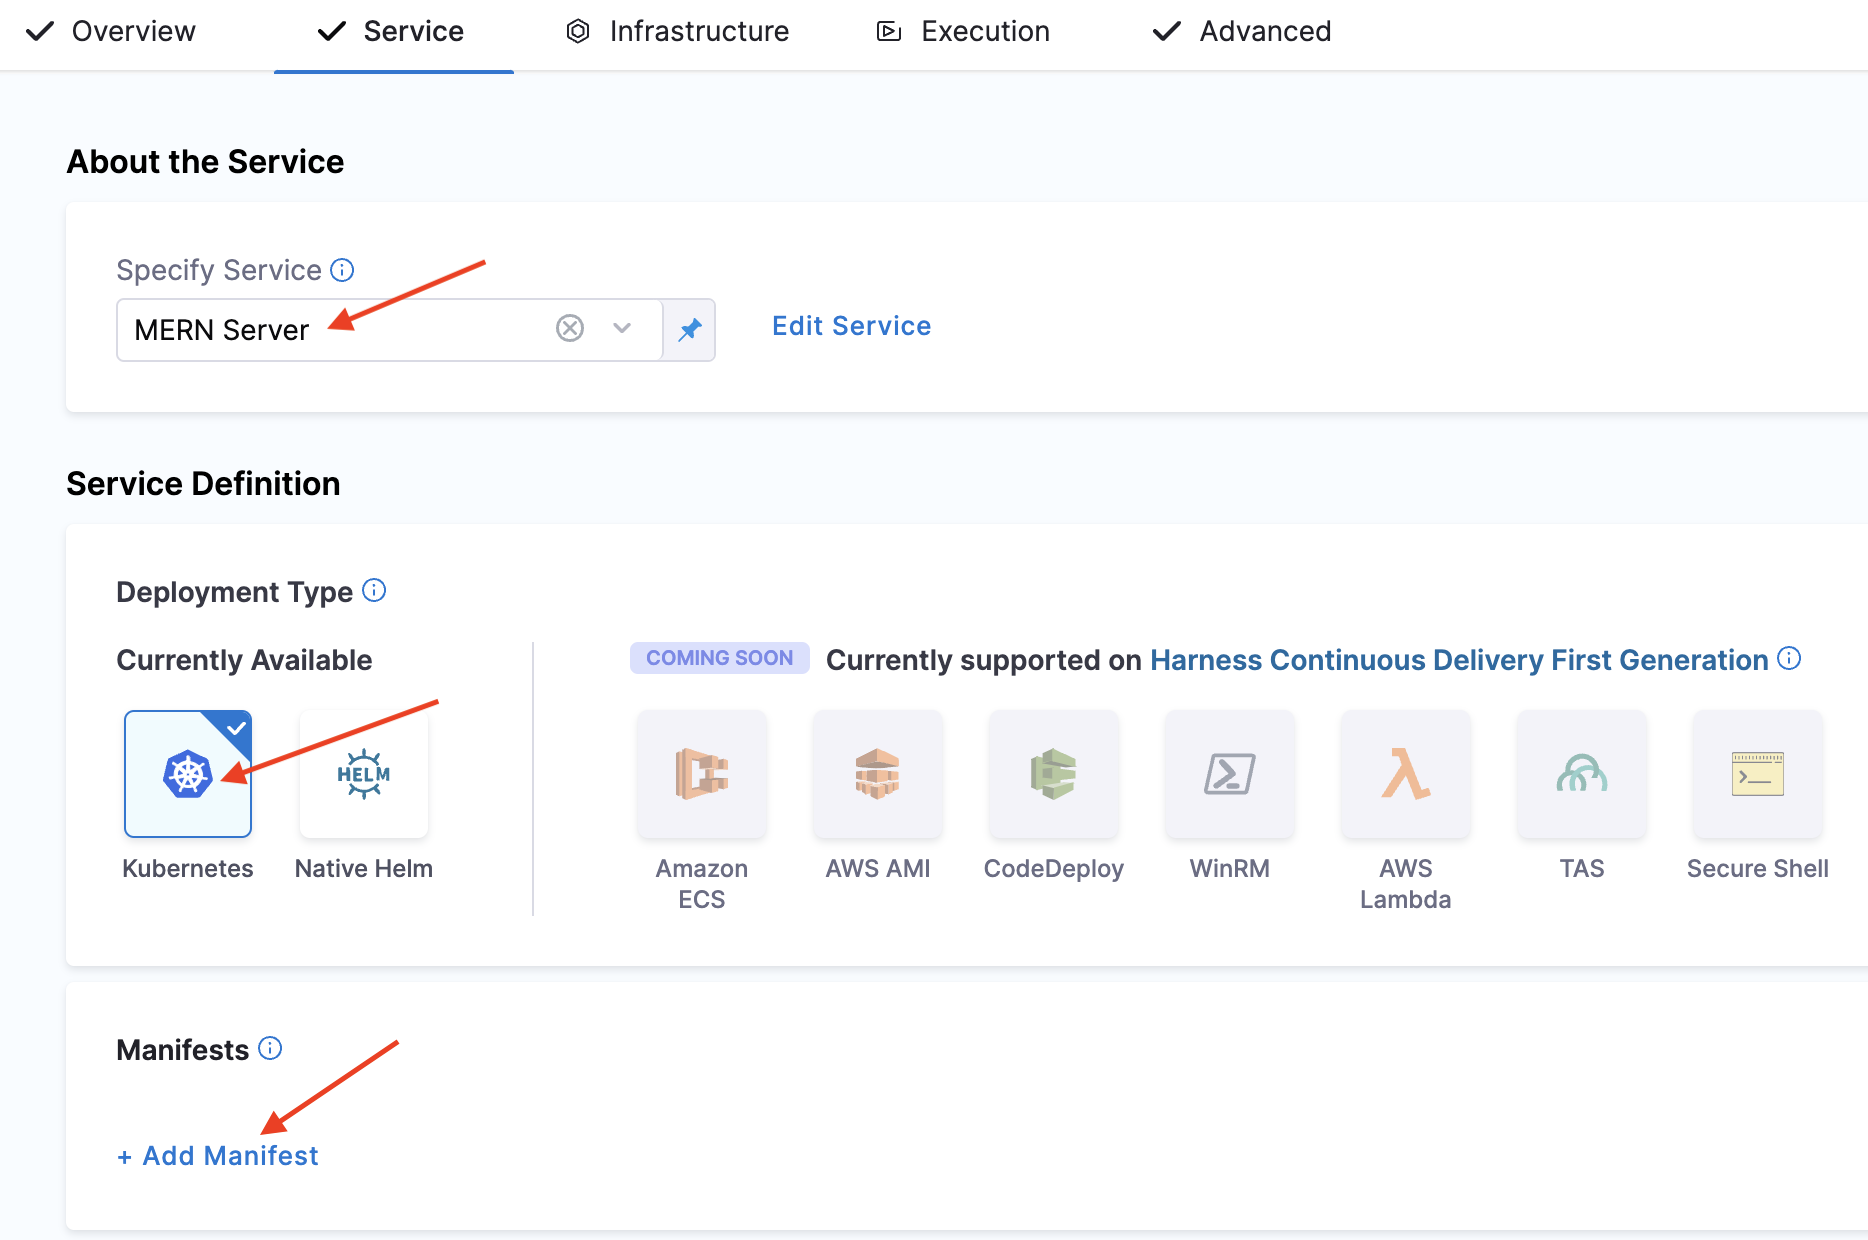 Overview Service Infrastructure Execution Advanced
About the Service
Specify Service
MERN Server
Edit Service
Service Definition
Deployment Type
Currently Available
COMING SOON Currently supported on Harness Continuous Delivery First Generation
HELM
Kubernetes
Native Helm
Amazon ECS
AWS AMI
CodeDeploy
WinRM
AWS Lambda
TAS
Secure Shell
Manifests
+ Add Manifest